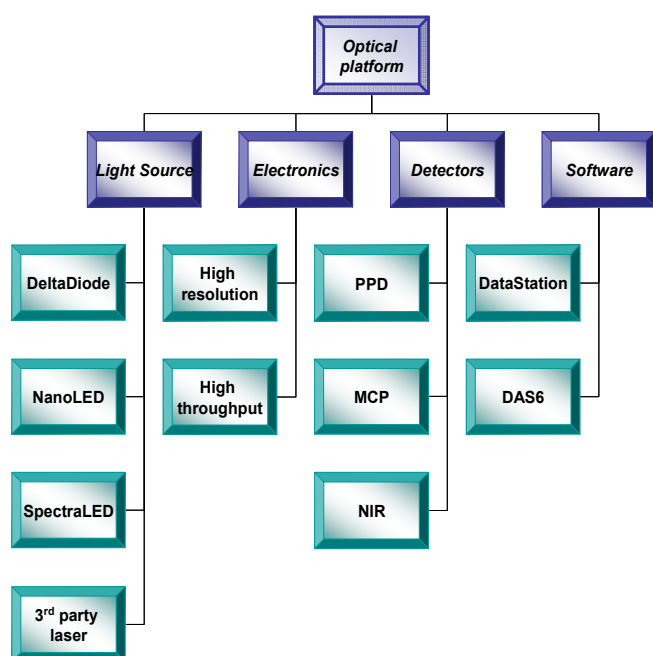 Optical
platform
Light Source
Electronics
Detectors
Software
DeltaDiode
High
resolution
PPD
DataStation
NanoLED
High
throughput
MCP
DAS6
SpectraLED
NIR
3rd party
laser